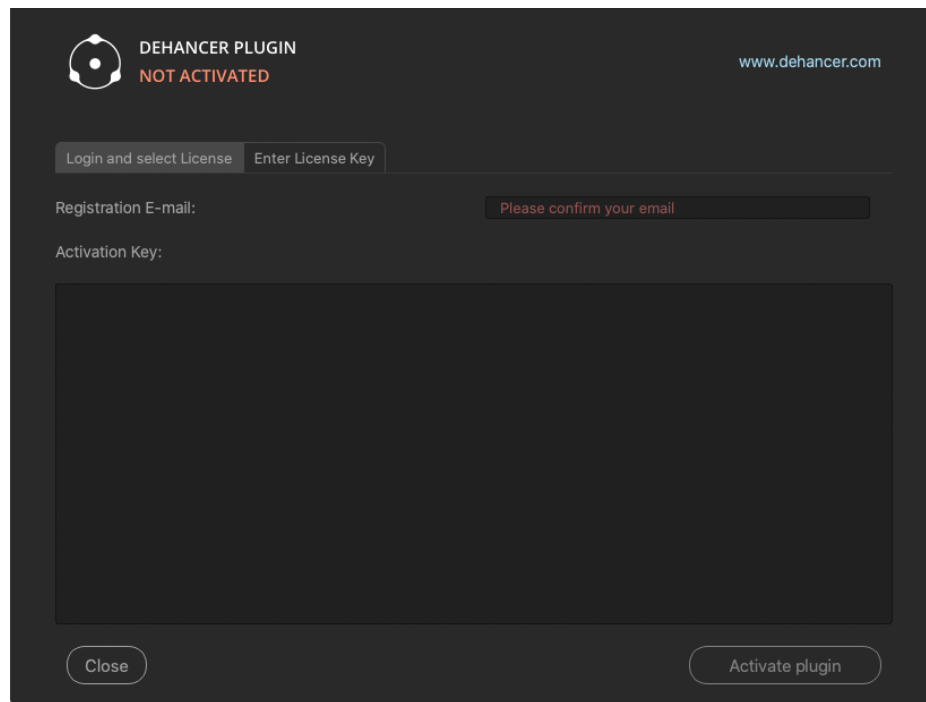 DEHANCER PLUGIN
NOT ACTIVATED
www.dehancer.com
Login and select License
Enter License Key
Registration E-mail:
Please confirm your email
Activation Key:
Close
Activate plugin